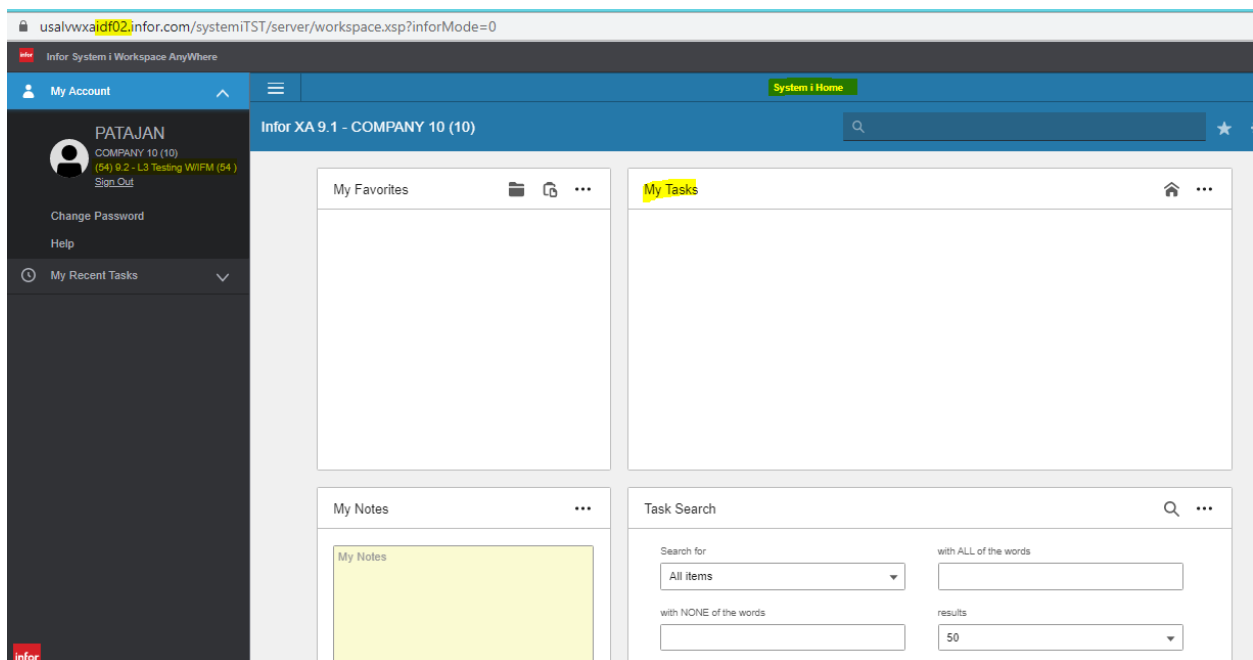 usalvwxaidf02.infor.com/systemiTST/server/workspace.xsp?inforMode=0
infor Infor System i Workspace AnyWhere
My Account
System i Home
PATAJAN
COMPANY 10 (10)
(54) 9.2 - L3 Testing W/IFM (54 )
Sign Out
Change Password
Help
My Recent Tasks
Infor XA 9.1 - COMPANY 10 (10)
My Favorites
My Tasks
My Notes
My Notes
Task Search
Search for
with ALL of the words
All items
with NONE of the words
results
50
infor